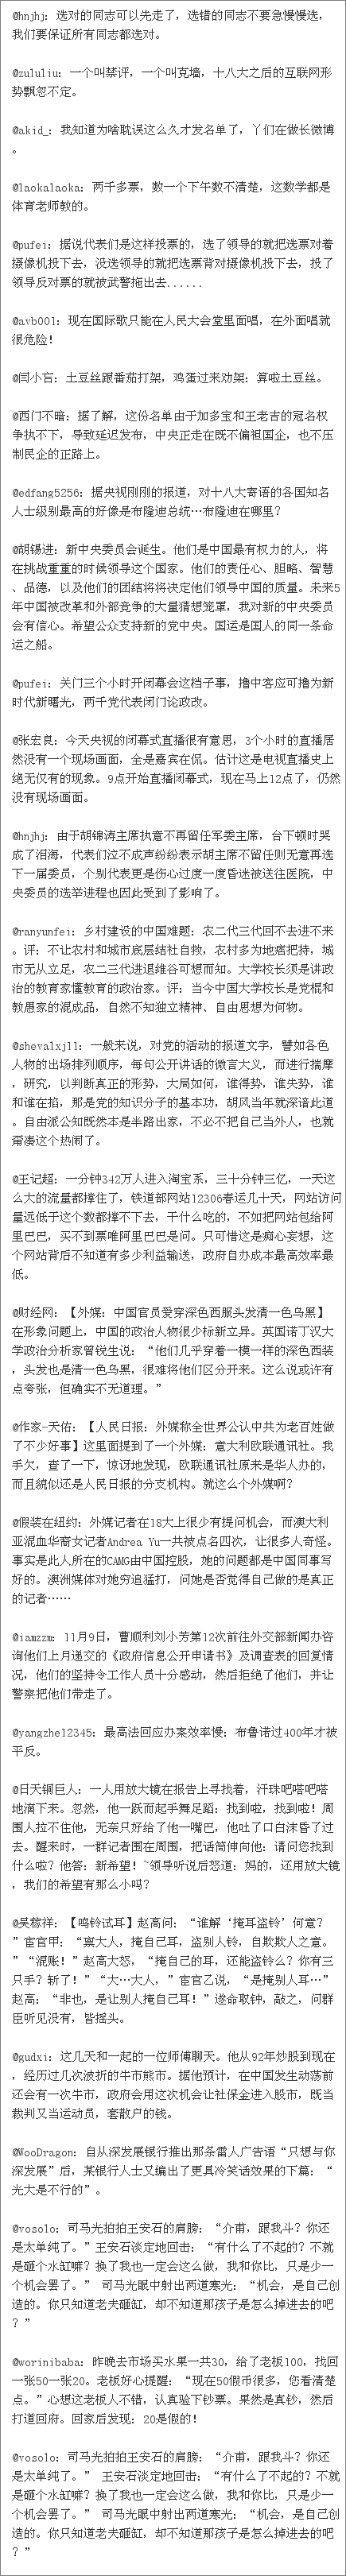 @hnjhj：选对的同志可以先走了，选错的同志不要急慢慢选，
我们要保证所有同志都选对。
@zululiu：一个叫禁评，一个叫克墙，十八大之后的互联网形
势飘忽不定。
@akid_：我知道为啥耽误这么久才发名单了，丫们在做长微博
。
@laokalaoka：两千多票，数一个下午数不清楚，这数学都是
体育老师教的。
@pufei：据说代表们是这样投票的，选了领导的就把选票对着
摄像机投下去，没选领导的就把选票背对摄像机投下去，投了
领导反对票的就被武警拖出去......
@avb001：现在国际歌只能在人民大会堂里面唱，在外面唱就
很危险！
@闫小盲：土豆丝跟番茄打架，鸡蛋过来劝架：算啦土豆丝。
@西门不暗：据了解，这份名单由于加多宝和王老吉的冠名权
争执不下，导致延迟发布，中央正走在既不偏袒国企，也不压
制民企的正路上。
@edfang5256：据央视刚刚的报道，对十八大寄语的各国知名
人士级别最高的好像是布隆迪总统…布隆迪在哪里？
@胡锡进：新中央委员会诞生。他们是中国最有权力的人，将
在挑战重重的时候领导这个国家。他们的责任心、胆略、智慧
、品德，以及他们的团结将将决定他们领导中国的质量。未来5
年中国被改革和外部竞争的大量猜想笼罩，我对新的中央委员
会有信心。希望公众支持新的党中央。国运是国人的同一条命
运之船。
@pufei：关门三个小时开闭幕会这档子事，撸中客应可撸为新
时代新曙光，两千党代表闭门论政改。
@张宏良：今天央视的闭幕式直播很有意思，3个小时的直播居
然没有一个现场画面，全是嘉宾在侃。估计这是电视直播史上
绝无仅有的现象。9点开始直播闭幕式，现在马上12点了，仍然
没有现场画面。
@hnjhj：由于胡锦涛主席执意不再留任军委主席，台下顿时哭
成了泪海，代表们泣不成声纷纷表示胡主席不留任则无意再选
下一届委员，个别代表更是伤心过度一度昏迷被送往医院，中
央委员的选举进程也因此受到了影响了。
@ranyunfei：乡村建设的中国难题：农二代三代回不去进不来
。评：不让农村和城市底层结社自救，农村多为地痞把持，城
市无从立足，农二三代进退维谷可想而知。大学校长须是讲政
治的教育家懂教育的政治家。评：当今中国大学校长是党棍和
教愚家的混成品，自然不知独立精神、自由思想为何物。
@shevalxj11：一般来说，对党的活动的报道文字，譬如各色
人物的出场排列顺序，每句公开讲话的微言大义，而进行揣摩
，研究，以判断真正的形势，大局如何，谁得势，谁失势，谁
和谁在掐，那是党的知识分子的基本功，胡风当年就深谙此道
。自由派公知既然本是半路出家，不必不把自己当外人，也就
甭凑这个热闹了。
@王记超：一分钟342万人进入淘宝系，三十分钟三亿，一天这
么大的流量都撑住了，铁道部网站12306春运几十天，网站访问
量远低于这个数都撑不下去，干什么吃的，不如把网站包给阿
里巴巴，买不到票唯阿里巴巴是问。只可惜这是痴心妄想，这
个网站背后不知道有多少利益输送，政府自办成本最高效率最
低。
@财经网：【外媒：中国官员爱穿深色西服头发清一色乌黑】
在形象问题上，中国的政治人物很少标新立异。英国诺丁汉大
学政治分析家曾锐生说：“他们几乎穿着一模一样的深色西装
，头发也是清一色乌黑，很难将他们区分开来。这么说或许有
点夸张，但确实不无道理。”
@作家-天佑：【人民日报：外媒称全世界公认中共为老百姓做
了不少好事】这里面提到了一个外媒：意大利欧联通讯社。我
手欠，查了一下，惊讶地发现，欧联通讯社原来是华人办的，
而且貌似还是人民日报的分支机构。就这么个外媒啊？
@假装在纽约：外媒记者在18大上很少有提问机会，而澳大利
亚混血华裔女记者Andrea Yu一共被点名四次，让很多人奇怪。
事实是此人所在的CAMG由中国控股，她的问题都是中国同事写
好的。澳洲媒体对她穷追猛打，问她是否觉得自己做的是真正
的记者……
@iamzzm：11月9日，曹顺利刘小芳第12次前往外交部新闻办咨
询他们上月递交的《政府信息公开申请书》及调查表的回复情
况，他们的坚持令工作人员十分感动，然后拒绝了他们，并让
警察把他们带走了。
@yangzhe12345：最高法回应办案效率慢：布鲁诺过400年才被
平反。
@日天铜巨人：一人用放大镜在报告上寻找着，汗珠吧嗒吧嗒
地滴下来。忽然，他一跃而起手舞足蹈：找到啦，找到啦！周
围人拉不住他，无奈只好给了他一嘴巴，他吐了口白沫昏了过
去。醒来时，一群记者围在周围，把话筒伸向他：请问您找到
什么啦？他答：新希望！~领导听说后怒道：妈的，还用放大镜
，我们的希望有那么小吗？
@吴稼祥：【鸣铃试耳】赵高问：“谁解‘掩耳盗铃’何意？
”宦官甲：“禀大人，掩自己耳，盗别人铃，自欺欺人之意。
”“混账！”赵高大怒，“掩自己的耳，还能盗铃么？你有三
只手？斩了！”“大…大人，”宦官乙说，“是掩别人耳…”
赵高：“非也，是让别人掩自己耳！”遂命取钟，敲之，问群
臣听见没有，皆摇头。
@gudxi：这几天和一起的一位师傅聊天。他从92年炒股到现在
，经历过几次波折的牛市熊市。据他预计，在中国发生动荡前
还会有一次牛市，政府会用这次机会让社保金进入股市，既当
裁判又当运动员，套散户的钱。
@WooDragon：自从深发展银行推出那条雷人广告语“只想与你
深发展”后，某银行人士又编出了更具冷笑话效果的下篇：“
光大是不行的”。
@vosolo：司马光拍拍王安石的肩膀：“介甫，跟我斗？你还
是太单纯了。”王安石淡定地回击：“有什么了不起的？不就
是砸个水缸嘛？换了我也一定会这么做，我和你比，只是少一
个机会罢了。” 司马光眼中射出两道寒光：“机会，是自己创
造的。你只知道老夫砸缸，却不知道那孩子是怎么掉进去的吧
？”
@worinibaba：昨晚去市场买水果一共30，给了老板100，找回
一张50一张20。老板好心提醒：“现在50假币很多，您看清楚
点。”心想这老板人不错，认真验下钞票。果然是真钞，然后
打道回府。回家后发现：20是假的！
@vosolo：司马光拍拍王安石的肩膀：“介甫，跟我斗？你还
是太单纯了。” 王安石淡定地回击：“有什么了不起的？不就
是砸个水缸嘛？换了我也一定会这么做，我和你比，只是少一
个机会罢了。” 司马光眼中射出两道寒光：“机会，是自己创
造的。你只知道老夫砸缸，却不知道那孩子是怎么掉进去的吧
？”